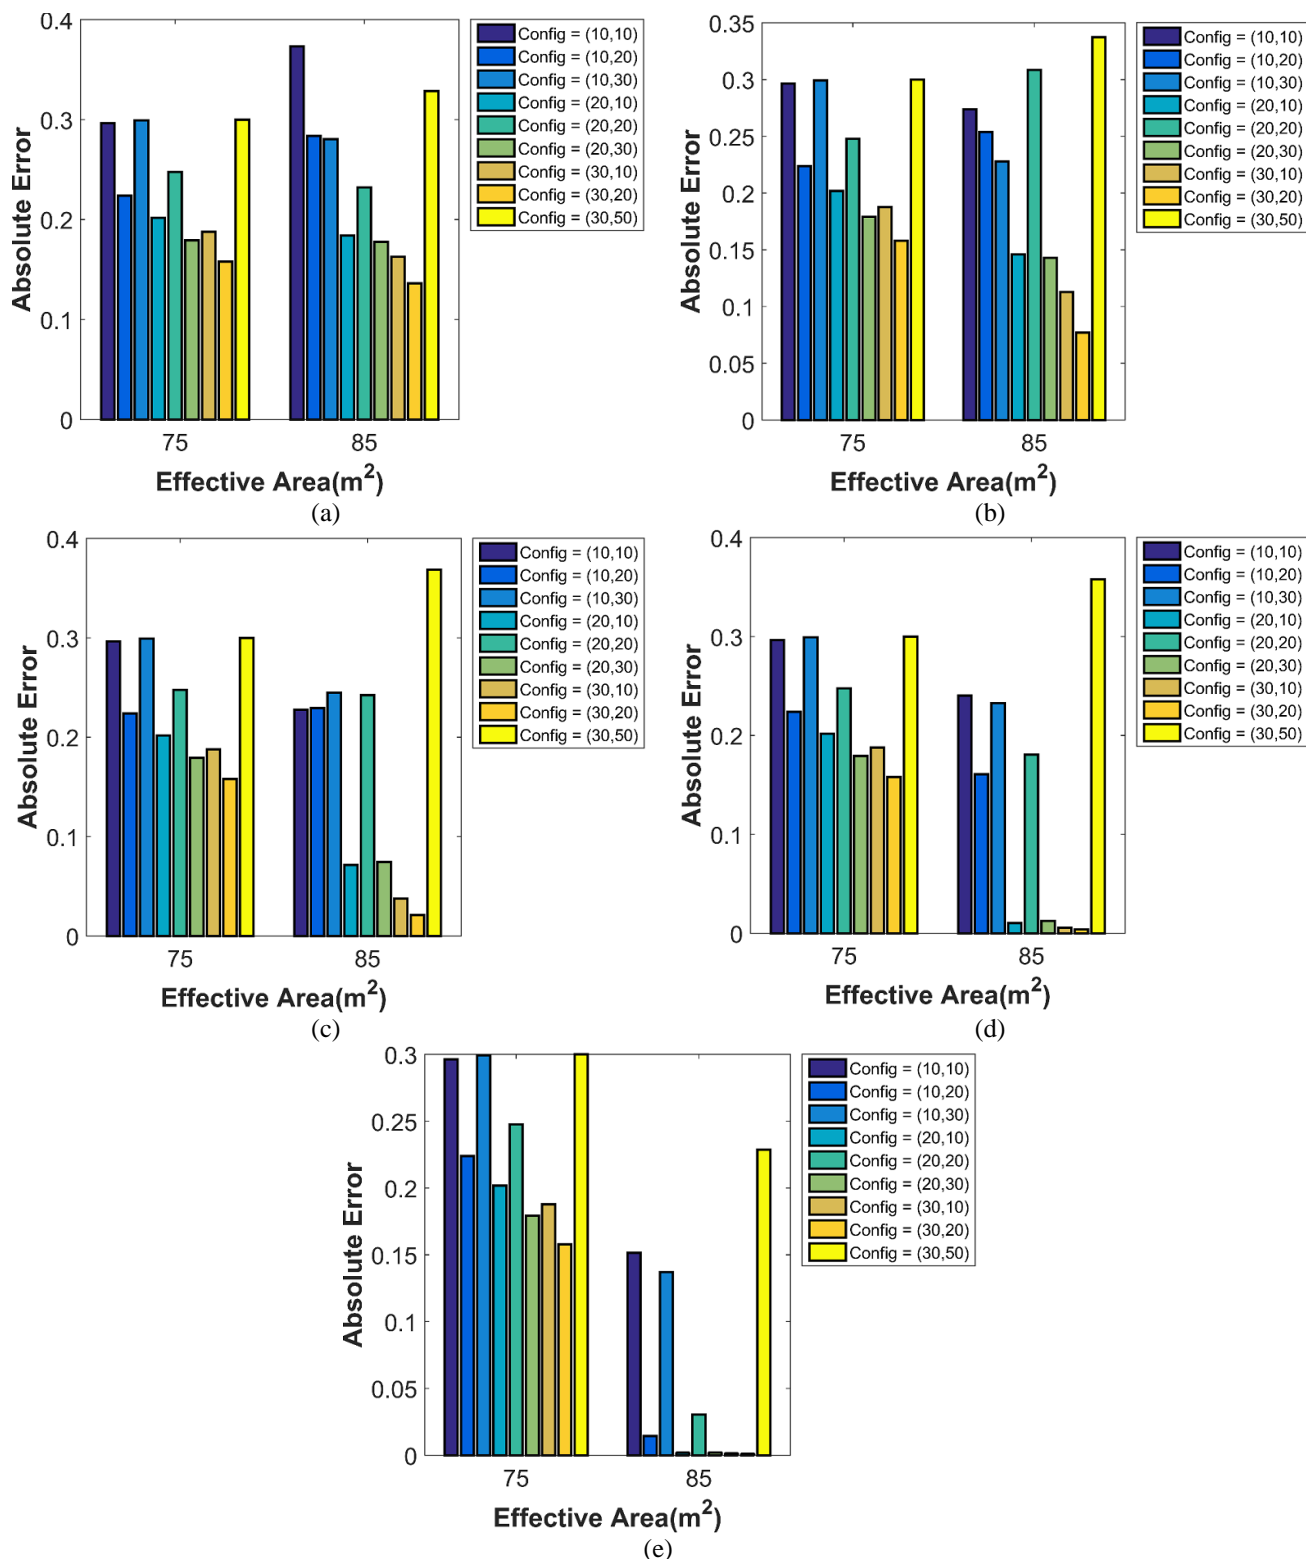 0.4
0.3
0.2
0.1
0
Absolute Error
75
85
Effective Area(m²)
Config = (10,10)
Config = (10,20)
Config = (10,30)
Config = (20,10)
Config = (20,20)
Config = (20,30)
Config = (30,10)
Config = (30,20)
Config = (30,50)
(a)
0.35
0.3
0.25
0.2
0.15
0.1
0.05
0
Absolute Error
75
85
Effective Area(m²)
Config = (10,10)
Config = (10,20)
Config = (10,30)
Config = (20,10)
Config = (20,20)
Config = (20,30)
Config = (30,10)
Config = (30,20)
Config = (30,50)
(b)
0.4
0.3
0.2
0.1
0
Absolute Error
75
85
Effective Area(m²)
Config = (10,10)
Config = (10,20)
Config = (10,30)
Config = (20,10)
Config = (20,20)
Config = (20,30)
Config = (30,10)
Config = (30,20)
Config = (30,50)
(c)
0.4
0.3
0.2
0.1
0
Absolute Error
75
85
Effective Area(m²)
Config = (10,10)
Config = (10,20)
Config = (10,30)
Config = (20,10)
Config = (20,20)
Config = (20,30)
Config = (30,10)
Config = (30,20)
Config = (30,50)
(d)
0.3
0.25
0.2
0.15
0.1
0.05
0
Absolute Error
75
85
Effective Area(m²)
Config = (10,10)
Config = (10,20)
Config = (10,30)
Config = (20,10)
Config = (20,20)
Config = (20,30)
Config = (30,10)
Config = (30,20)
Config = (30,50)
(e)